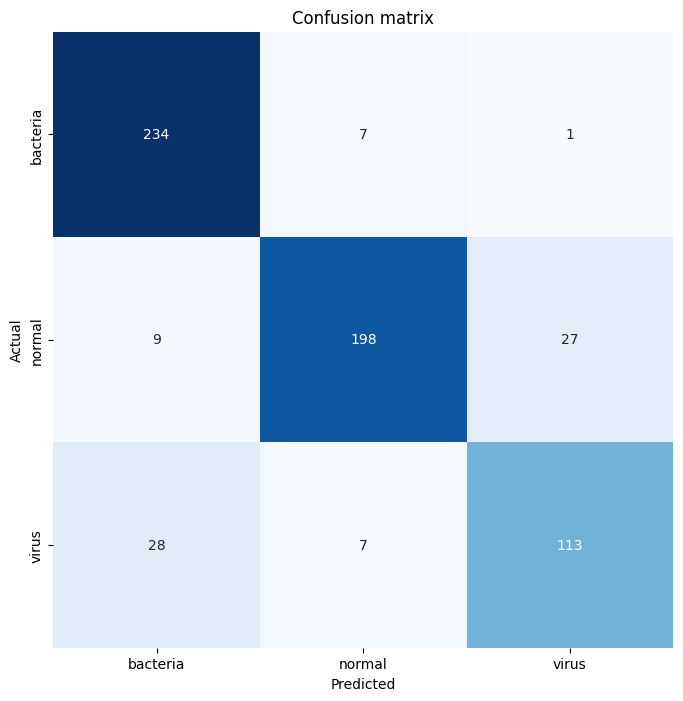 Confusion matrix
bacteria
234
7
1
Actual
normal
9
198
27
virus
28
7
113
bacteria
normal
virus
Predicted